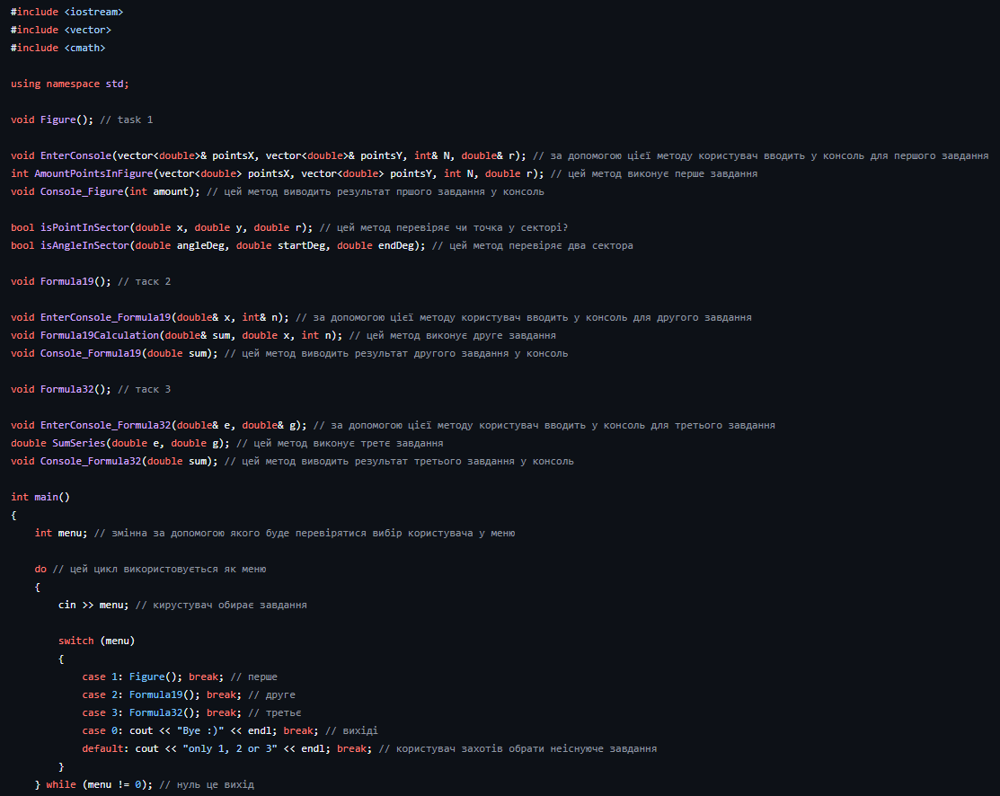 #include <iostream>
#include <vector>
#include <cmath>
using namespace std;
void Figure(); // task 1
void EnterConsole(vector<double>& pointsX, vector<double>& pointsY, int& N, double& r); // за допомогою цієї методу користувач вводить у консоль для першого завдання
int AmountPointsInFigure(vector<double> pointsX, vector<double> pointsY, int N, double r); // цей метод виконує перше завдання
void Console_Figure(int amount); // цей метод виводить результат пршого завдання у консоль
bool isPointInSector(double x, double y, double r); // цей метод перевіряє чи точка у секторі?
bool isAngleInSector(double angleDeg, double startDeg, double endDeg); // цей метод перевіряє два сектора
void Formula19(); // таск 2
void EnterConsole_Formula19(double& x, int& n); // за допомогою цієї методу користувач вводить у консоль для другого завдання
void Formula19Calculation(double& sum, double x, int n); // цей метод виконує друге завдання
void Console_Formula19(double sum); // цей метод виводить результат другого завдання у консоль
void Formula32(); // таск 3
void EnterConsole_Formula32(double& e, double& g); // за допомогою цієї методу користувач вводить у консоль для третього завдання
double SumSeries(double e, double g); // цей метод виконує третє завдання
void Console_Formula32(double sum); // цей метод виводить результат третього завдання у консоль
int main()
{
    int menu; // змінна за допомогою якого буде перевірятися вибір користувача у меню
    do // цей цикл використовується як меню
    {
        cin >> menu; // кирустувач обирає завдання
        switch (menu)
        {
            case 1: Figure(); break; // перше
            case 2: Formula19(); break; // друге
            case 3: Formula32(); break; // третьє
            case 0: cout << "Bye :)" << endl; break; // вихіді
            default: cout << "only 1, 2 or 3" << endl; break; // користувач захотів обрати неіснуюче завдання
        }
    } while (menu != 0); // нуль це вихід